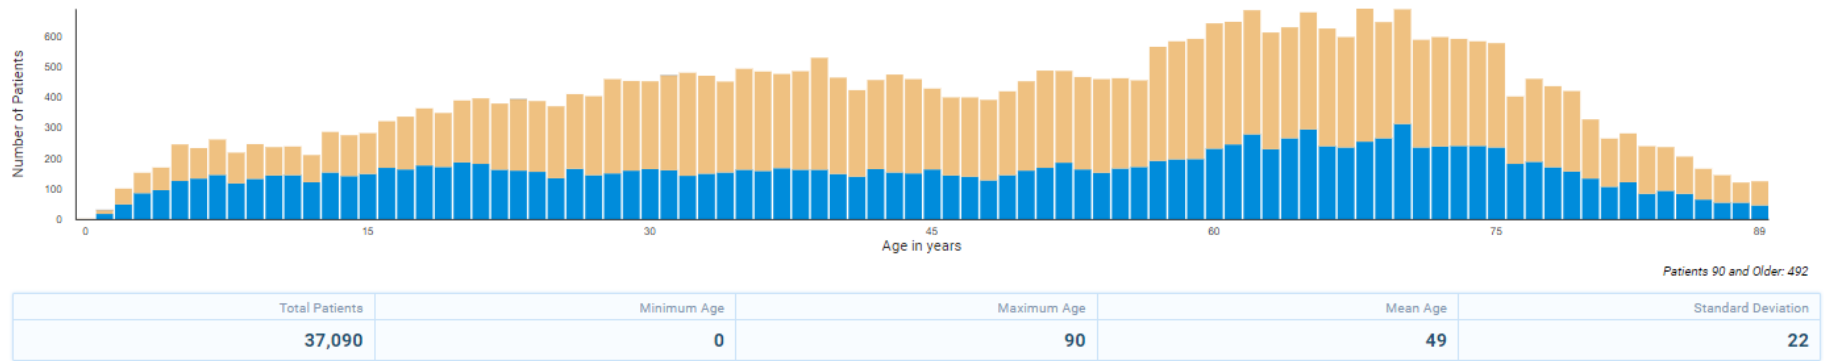 Number of Patients
600
500
400
300
200
100
0
0 15 30 45 60 75 89
Age in years
Patients 90 and Older: 492
Total Patients Minimum Age Maximum Age Mean Age Standard Deviation
37,090 0 90 49 22